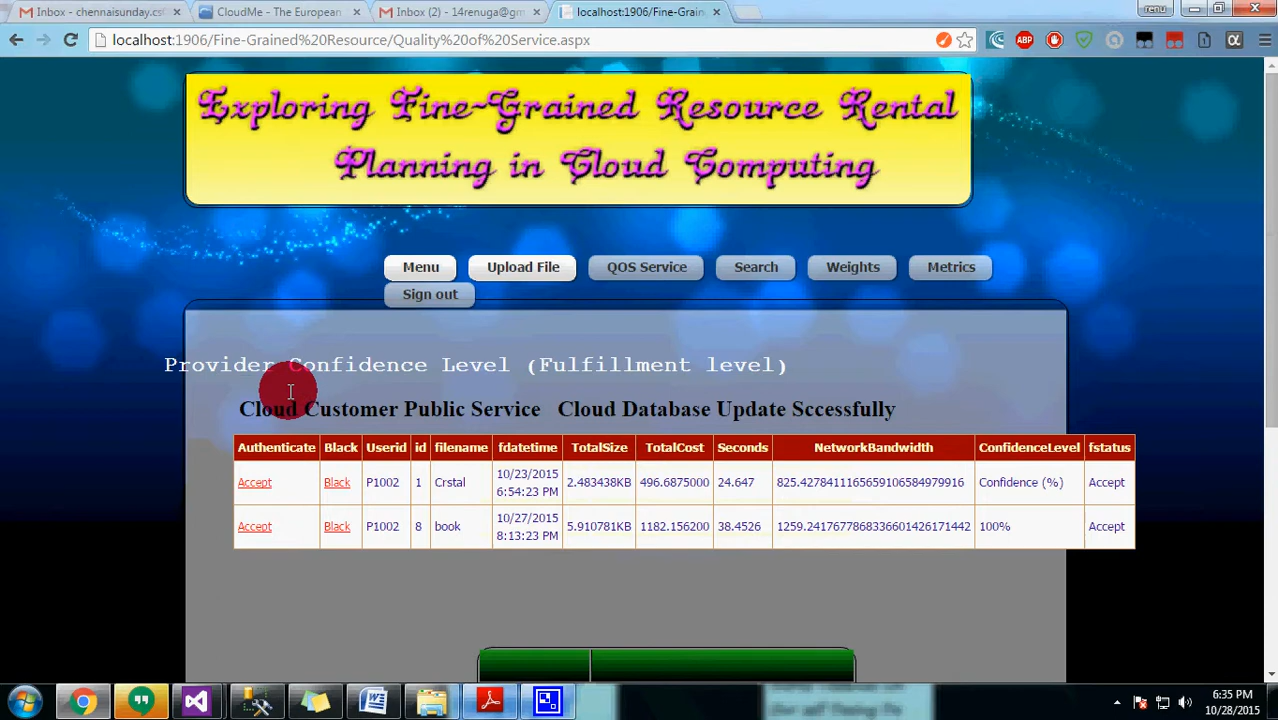 Inbox - chennaisunday.cs
CloudMe - The European
Inbox (2) - 14renuga@gm
localhost:1906/Fine-Grain
renu
localhost:1906/Fine-Grained%20Resource/Quality%20of%20Service.aspx
ABP
Exploring Fine-Grained Resource Rental
Planning in Cloud Computing
Menu Upload File QOS Service Search Weights Metrics
Sign out
Provider Confidence Level (Fulfillment level)
Cloud Customer Public Service Cloud Database Update Sccessfully
Authenticate Black Userid id filename fdatetime TotalSize TotalCost Seconds NetworkBandwidth ConfidenceLevel fstatus
Accept Black P1002 1 Crstal 10/23/2015 6:54:23 PM 2.483438KB 496.6875000 24.647 825.4278411165659106584979916 Confidence (%) Accept
Accept Black P1002 8 book 10/27/2015 8:13:23 PM 5.910781KB 1182.156200 38.4526 1259.2417677868336601426171442 100% Accept
6:35 PM
10/28/2015